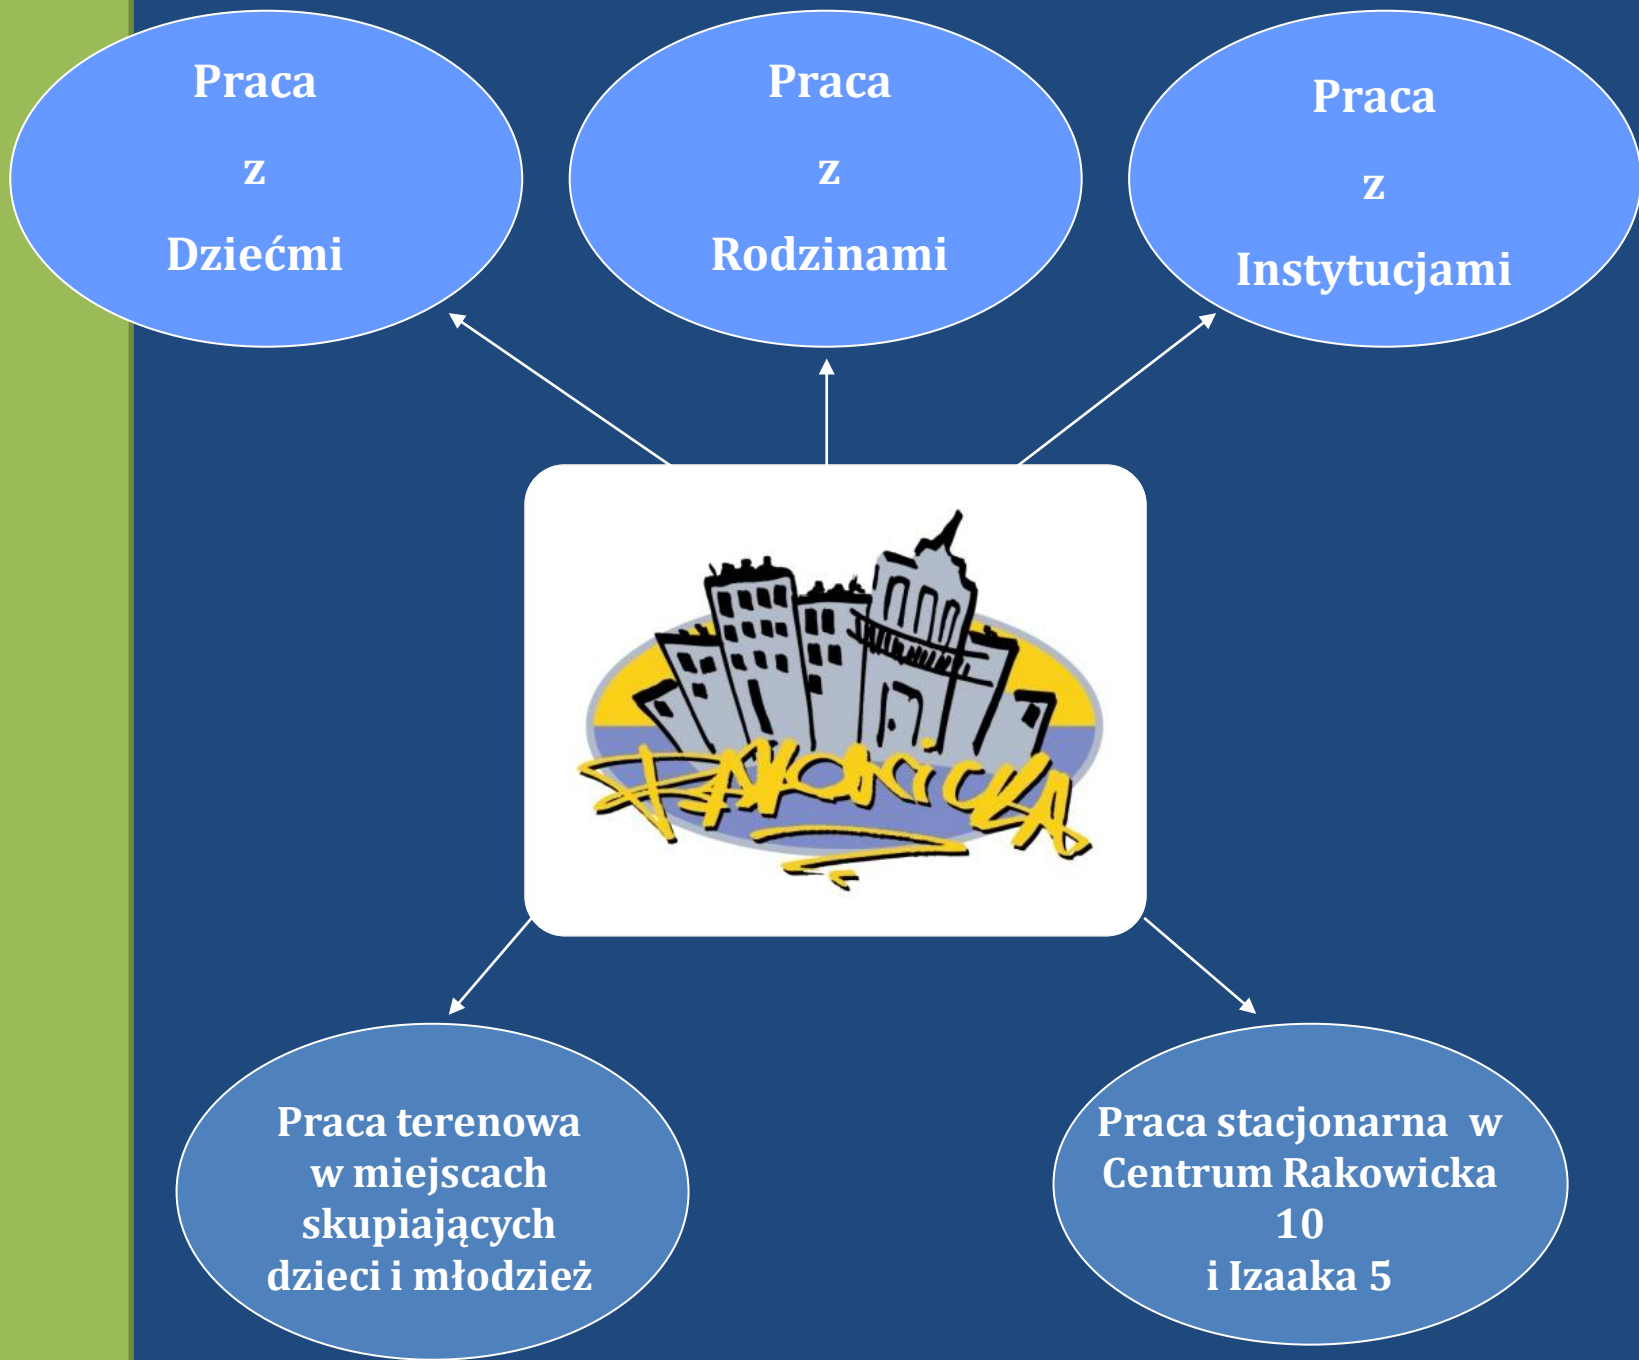 Praca
z
Dziećmi
Praca
z
Rodzinami
Praca
z
Instytucjami
RAKOWICKA
Praca terenowa
w miejscach
skupiających
dzieci i młodzież
Praca stacjonarna w
Centrum Rakowicka
10
i Izaaka 5